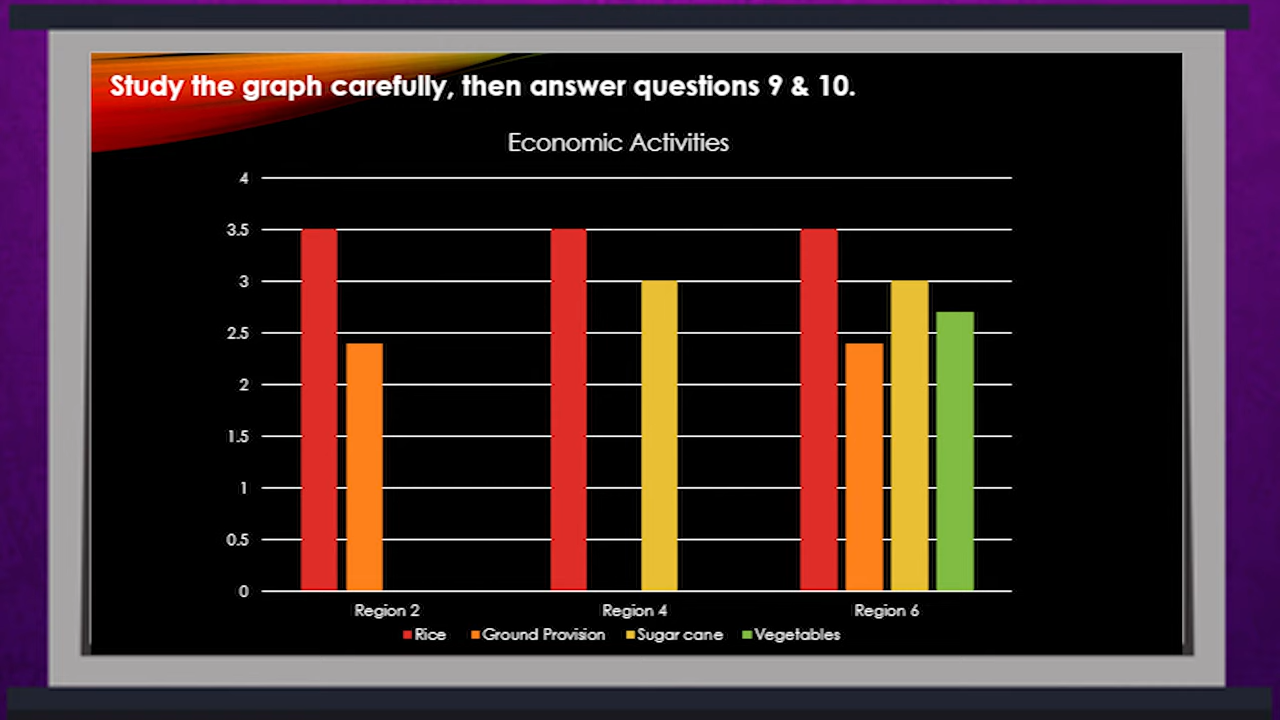 Study the graph carefully, then answer questions 9 & 10.
Economic Activities
4
3.5
3
2.5
2
1.5
1
0.5
0
Region 2 Region 4 Region 6
Rice Ground Provision Sugar cane Vegetables